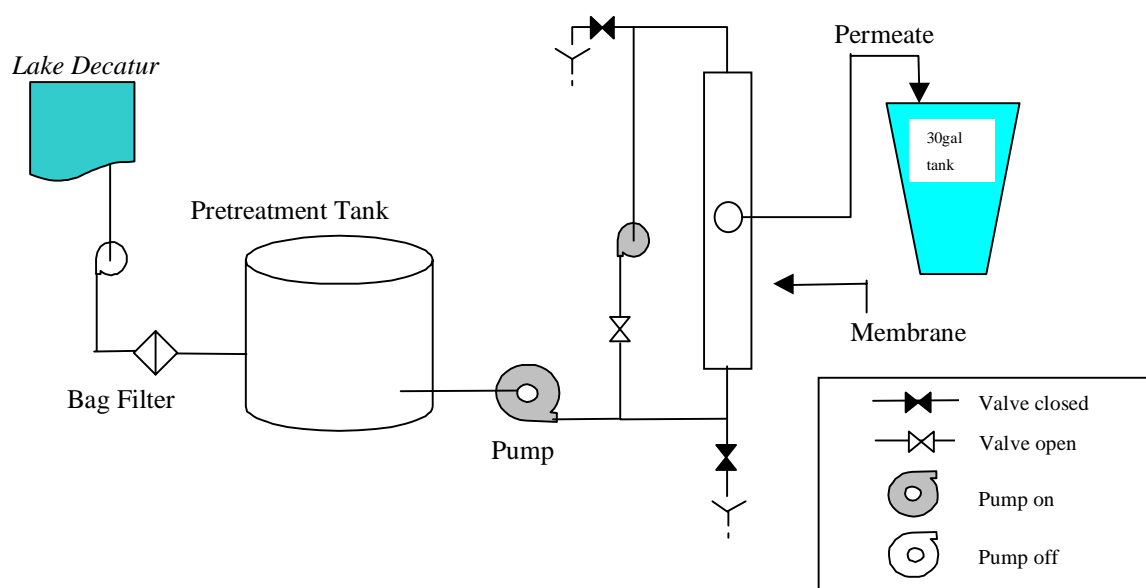 Lake Decatur
Permeate
30gal
tank
Pretreatment Tank
Membrane
Bag Filter
Pump
Valve closed
Valve open
Pump on
Pump off